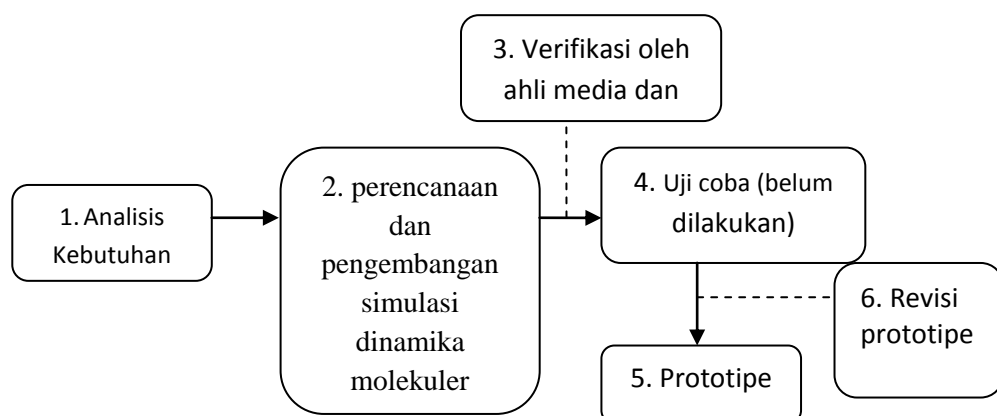 3. Verifikasi oleh
ahli media dan
1. Analisis
Kebutuhan
2. perencanaan
dan
pengembangan
simulasi
dinamika
molekuler
4. Uji coba (belum
dilakukan)
6. Revisi
prototipe
5. Prototipe